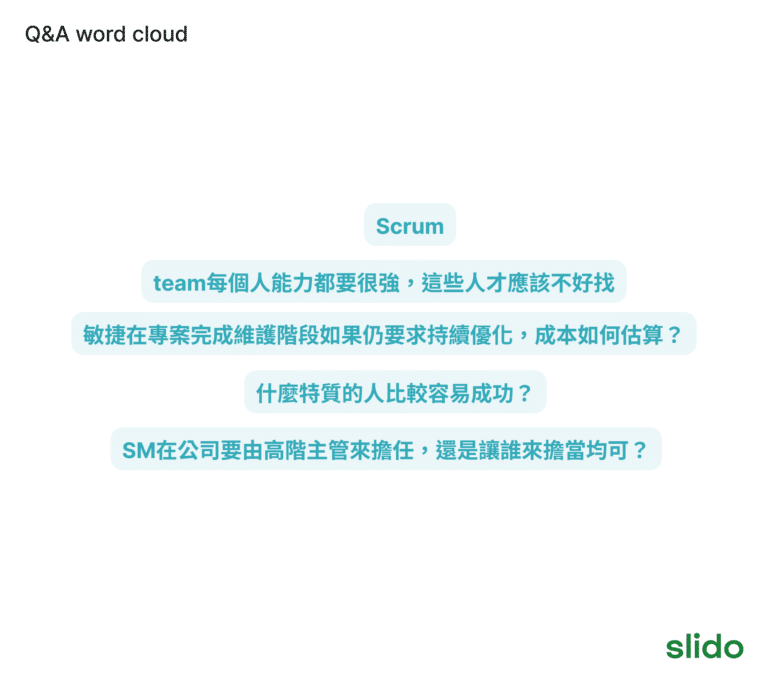 Q&A word cloud
Scrum
team每個人能力都要很強，這些人才應該不好找
敏捷在專案完成維護階段如果仍要求持續優化，成本如何估算？
什麼特質的人比較容易成功？
SM在公司要由高階主管來擔任，還是讓誰來擔當均可？
slido